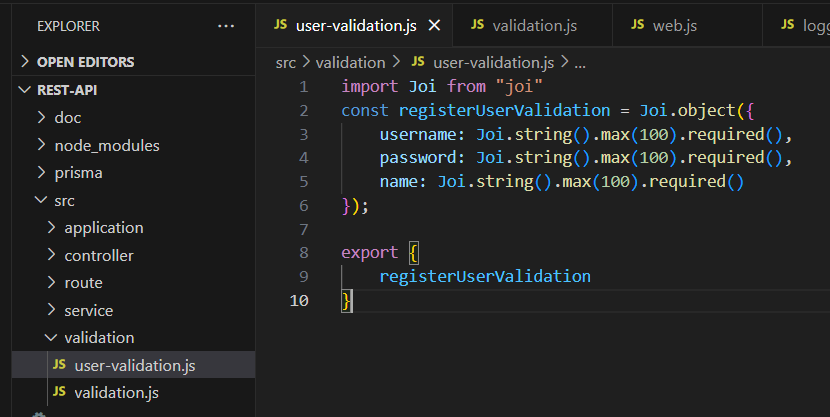 EXPLORER ...
OPEN EDITORS
REST-API
doc
node_modules
prisma
src
application
controller
route
service
validation
JS user-validation.js
JS validation.js
JS user-validation.js ×
JS validation.js
JS web.js
JS logg
src > validation > JS user-validation.js > ...
1 import Joi from "joi"
2 const registerUserValidation = Joi.object({
3 username: Joi.string().max(100).required(),
4 password: Joi.string().max(100).required(),
5 name: Joi.string().max(100).required()
6 });
7
8 export {
9 registerUserValidation
10 }